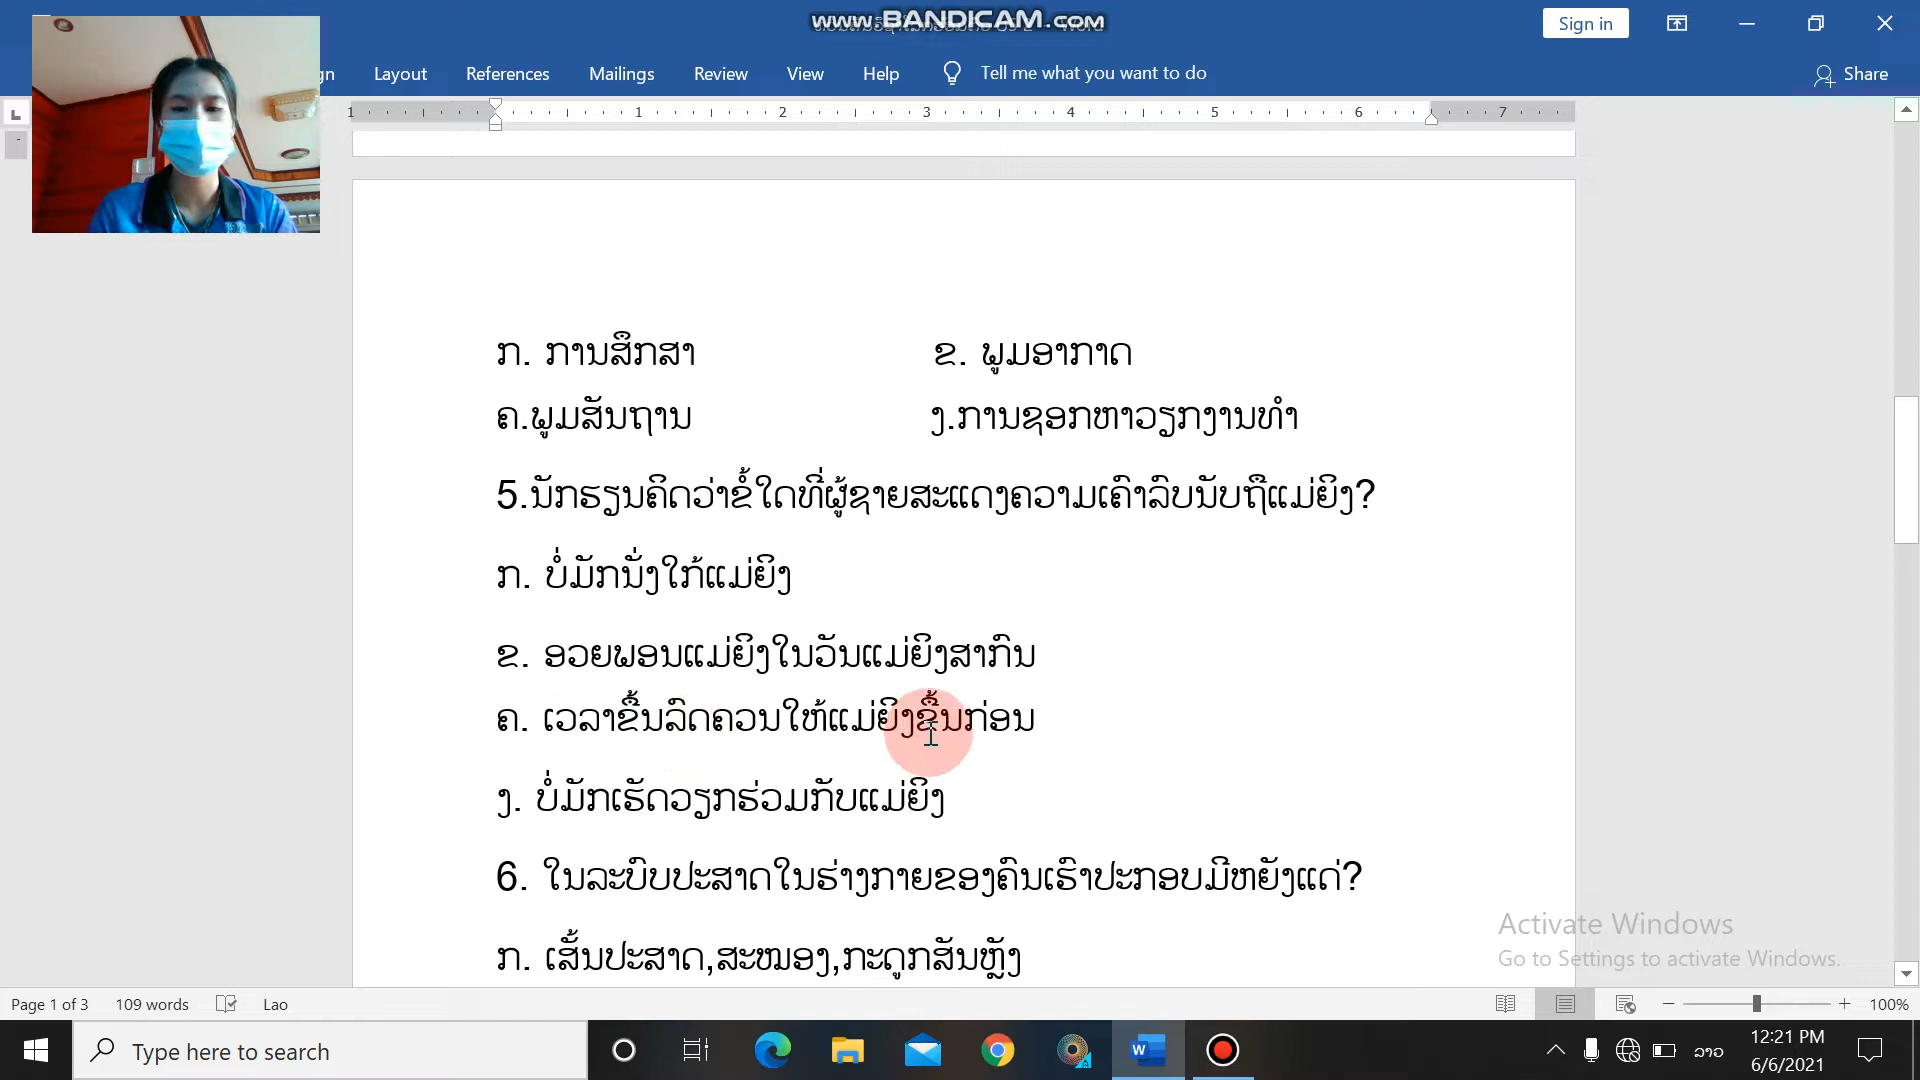 www.BANDICAM.com
Sign in
Layout References Mailings Review View Help Tell me what you want to do Share
1 1 2 3 4 5 6 7
ກ. ການສຶກສາ ຂ. ພູມອາກາດ
ຄ.ພູມສັນຖານ ງ.ການຊອກຫາວຽກງານທຳ
5.ນັກຮຽນຄິດວ່າຂໍ້ໃດທີ່ຜູ້ຊາຍສະແດງຄວາມເຄົາລົບນັບຖືແມ່ຍິງ?
ກ. ບໍ່ມັກນັ່ງໃກ້ແມ່ຍິງ
ຂ. ອວຍພອນແມ່ຍິງໃນວັນແມ່ຍິງສາກົນ
ຄ. ເວລາຂື້ນລົດຄວນໃຫ້ແມ່ຍິງຂື້ນກ່ອນ
ງ. ບໍ່ມັກເຮັດວຽກຮ່ວມກັບແມ່ຍິງ
6. ໃນລະບົບປະສາດໃນຮ່າງກາຍຂອງຄົນເຮົາປະກອບມີຫຍັງແດ່?
ກ. ເສັ້ນປະສາດ,ສະໝອງ,ກະດູກສັນຫຼັງ
Activate Windows
Go to Settings to activate Windows.
Page 1 of 3 109 words Lao 100%
Type here to search
ລາວ
12:21 PM
6/6/2021